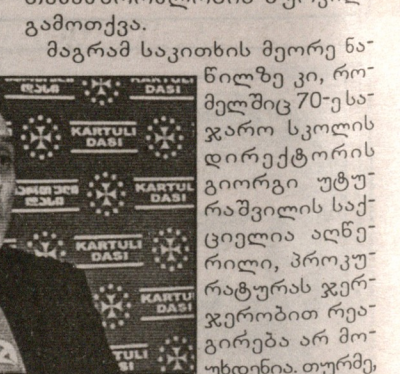 გამოთქვა.
მაგრამ საკითხის მეორე ნა-
წილზე კი, რო-
მელშიც 70-ე სა-
ჯარო სკოლის
დირექტორის
გიორგი უტუ-
რაშვილის საქ-
ციელია აღწე-
რილი, პროკუ-
რატურას ჯერ-
ჯერობით რეა-
გირება არ მო-
უხდენია. თურმე,
KARTULI
DASI
KARTULI
DASI
KARTULI
DASI
KARTULI
DASI